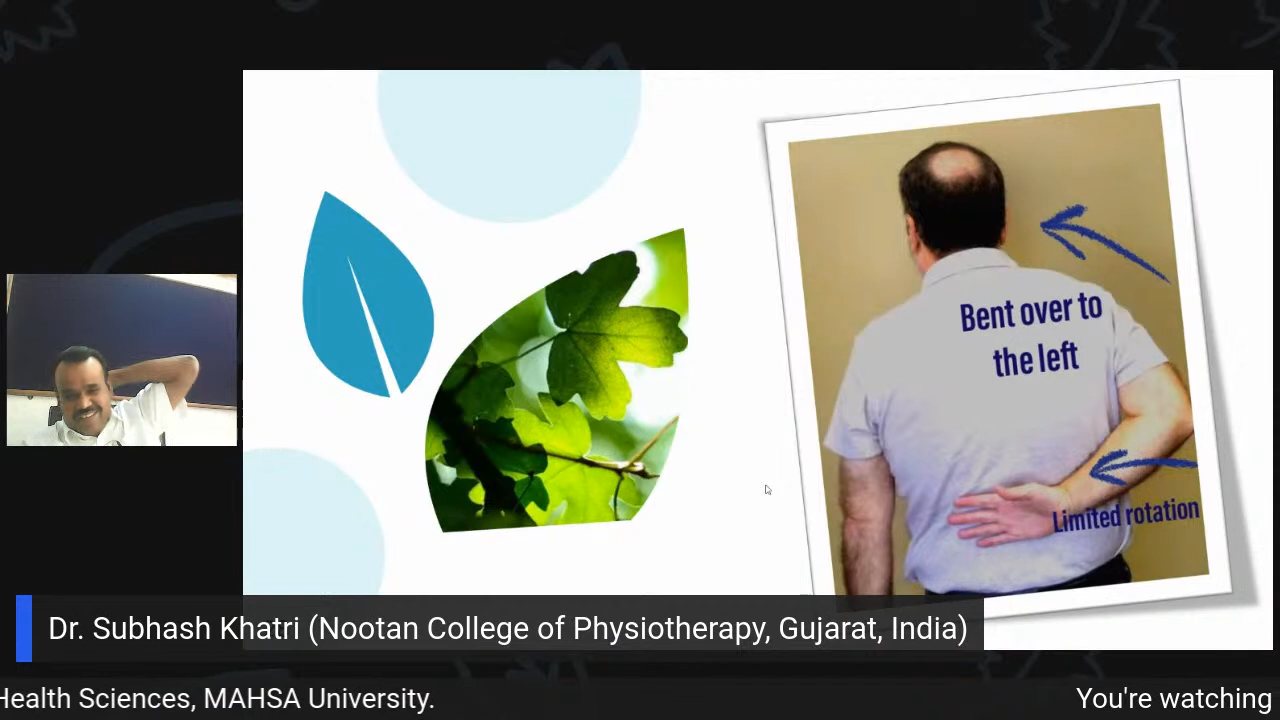 Bent over to
the left
Limited rotation
Dr. Subhash Khatri (Nootan College of Physiotherapy, Gujarat, India)
Health Sciences, MAHSA University.
You're watching